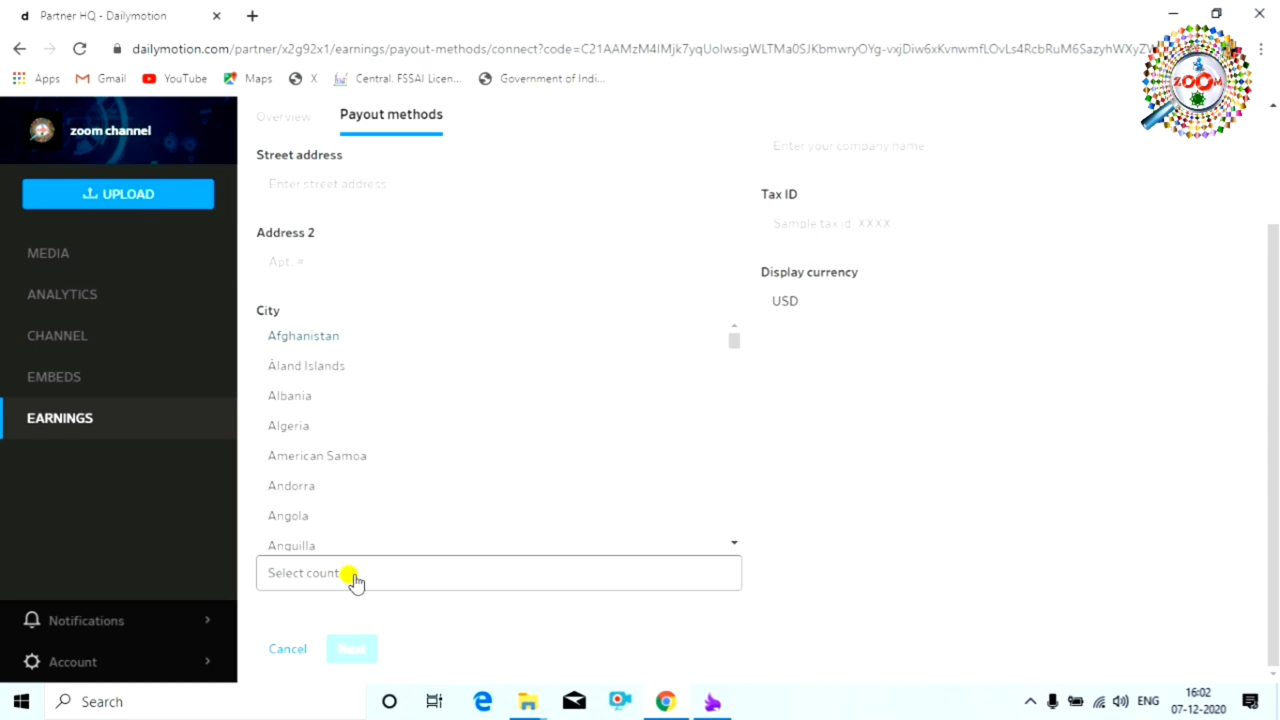 Partner HQ - Dailymotion
dailymotion.com/partner/x2g92x1/earnings/payout-methods/connect?code=
Apps Gmail YouTube Maps X Central. FSSAI Licen... Government of Indi...
ZOOM
zoom channel
UPLOAD
MEDIA
ANALYTICS
CHANNEL
EMBEDS
EARNINGS
Notifications
Account
Overview Payout methods
Street address
Enter street address
Address 2
Apt. #
City
Afghanistan
Åland Islands
Albania
Algeria
American Samoa
Andorra
Angola
Anguilla
Select count
Cancel Next
Enter your company name
Tax ID
Sample tax id: XXXX
Display currency
USD
Search
ENG
16:02
07-12-2020